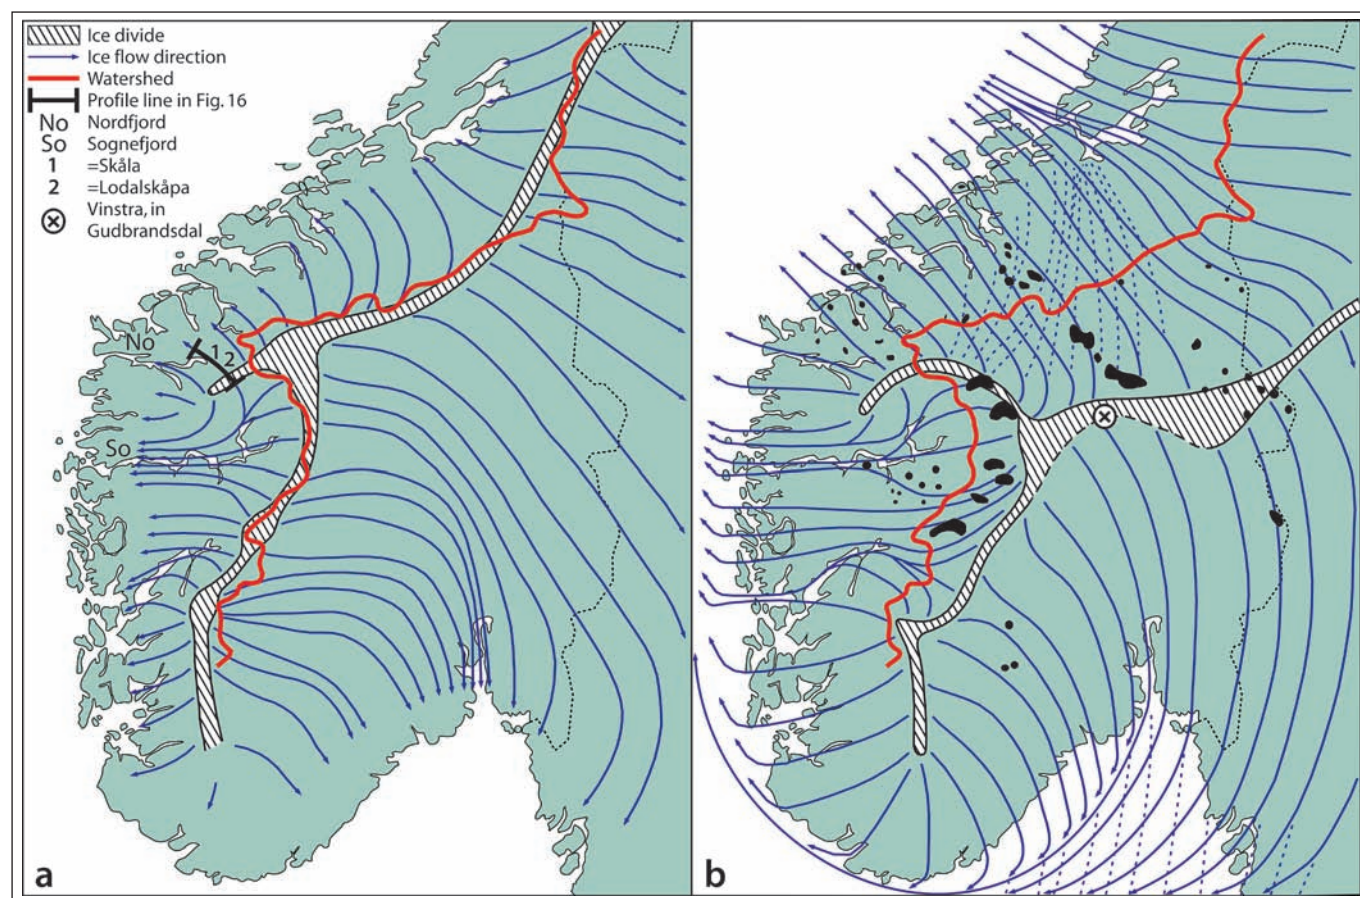 Ice divide
Ice flow direction
Watershed
Profile line in Fig. 16
No Nordfjord
So Sognefjord
1 =Skåla
2 =Lodalskåpa
Vinstra, in
Gudbrandsdal
No
1 2
So
a
b